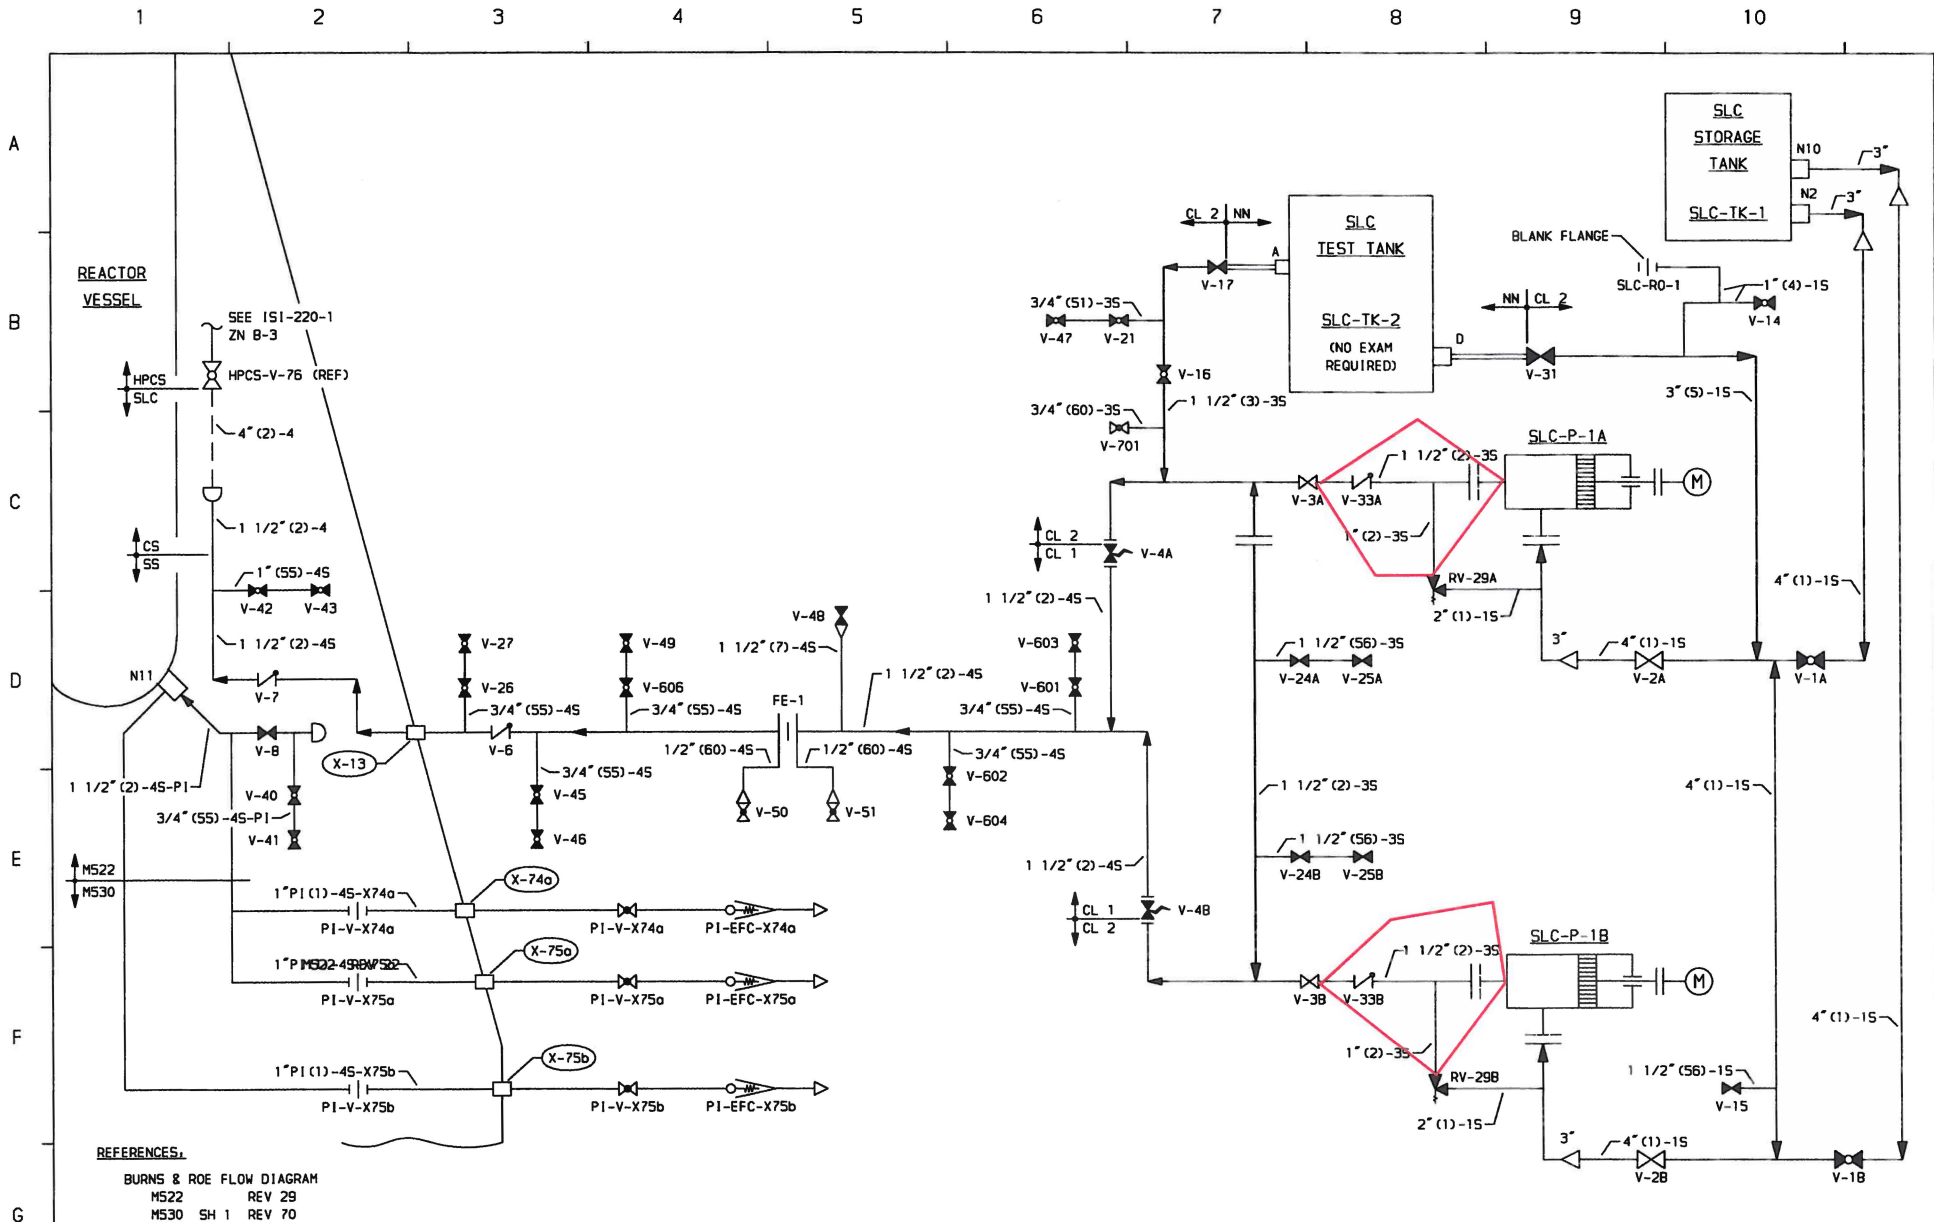 1 2 3 4 5 6 7 8 9 10
A
B
C
D
E
F
G
REACTOR
VESSEL
SEE ISI-220-1
ZN B-3
HPCS-V-76 (REF)
HPCS
SLC
4"(2)-4
1 1/2"(2)-4
CS
SS
1"(55)-4S
V-42
V-43
1 1/2"(2)-4S
N11
V-7
V-8
X-13
1 1/2"(2)-4S-PI
V-40
3/4"(55)-4S-PI
V-41
M522
M530
V-27
V-26
3/4"(55)-4S
V-6
3/4"(55)-4S
V-45
V-46
V-49
V-606
3/4"(55)-4S
FE-1
1/2"(60)-4S
1/2"(60)-4S
V-50
V-51
V-48
1 1/2"(7)-4S
1 1/2"(2)-4S
V-603
V-601
3/4"(55)-4S
3/4"(55)-4S
V-602
V-604
1"PI(1)-4S-X74a
PI-V-X74a
X-74a
PI-V-X74a
PI-EFC-X74a
M522
PI-V-X75a
X-75a
PI-V-X75a
PI-EFC-X75a
1"PI(1)-4S-X75b
PI-V-X75b
X-75b
PI-V-X75b
PI-EFC-X75b
REFERENCES:
BURNS & ROE FLOW DIAGRAM
M522 REV 29
M530 SH 1 REV 70
CL 2
NN
V-17
A
3/4"(51)-3S
V-47
V-21
V-16
1 1/2"(3)-3S
3/4"(60)-3S
V-701
SLC
TEST TANK
SLC-TK-2
(NO EXAM
REQUIRED)
D
NN
CL 2
V-31
BLANK FLANGE
SLC-RO-1
1"(4)-1S
V-14
3"(5)-1S
SLC
STORAGE
TANK
SLC-TK-1
N10
3"
N2
3"
CL 2
CL 1
V-4A
1 1/2"(2)-4S
V-3A
V-33A
1 1/2"(2)-3S
1"(2)-3S
RV-29A
2"(1)-1S
SLC-P-1A
M
3"
4"(1)-1S
V-2A
V-1A
4"(1)-1S
1 1/2"(56)-3S
V-24A
V-25A
1 1/2"(2)-3S
1 1/2"(56)-3S
V-24B
V-25B
4"(1)-1S
1 1/2"(2)-4S
CL 1
CL 2
V-4B
V-3B
V-33B
1 1/2"(2)-3S
1"(2)-3S
RV-29B
2"(1)-1S
SLC-P-1B
M
4"(1)-1S
1 1/2"(56)-1S
V-15
3"
4"(1)-1S
V-2B
V-1B